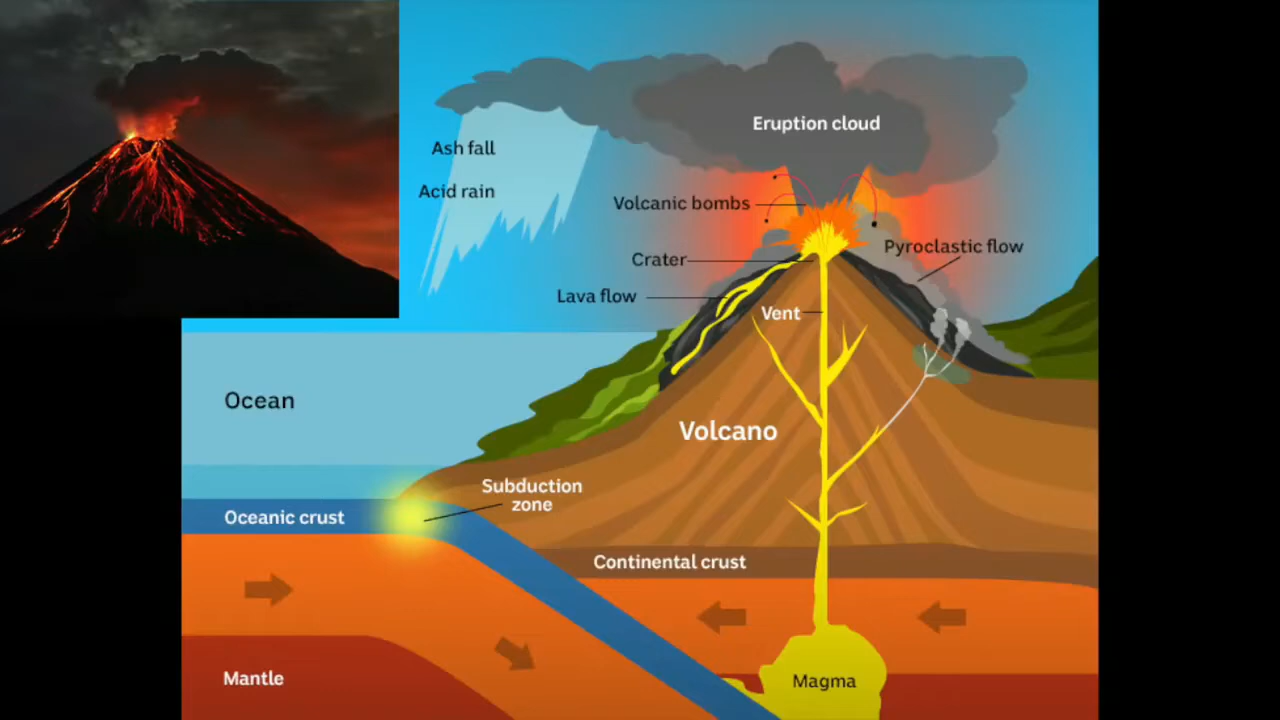 Eruption cloud
Ash fall
Acid rain
Volcanic bombs
Pyroclastic flow
Crater
Lava flow
Vent
Ocean
Volcano
Subduction
zone
Oceanic crust
Continental crust
Mantle
Magma